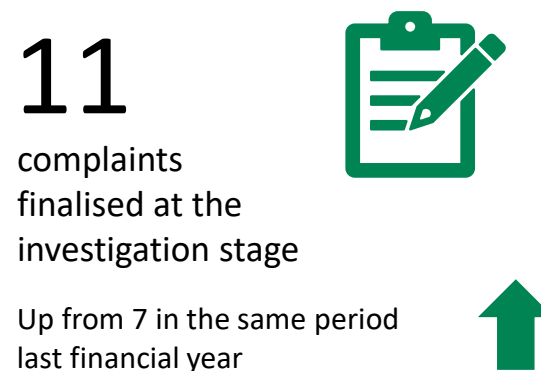 11
complaints
finalised at the
investigation stage
Up from 7 in the same period
last financial year